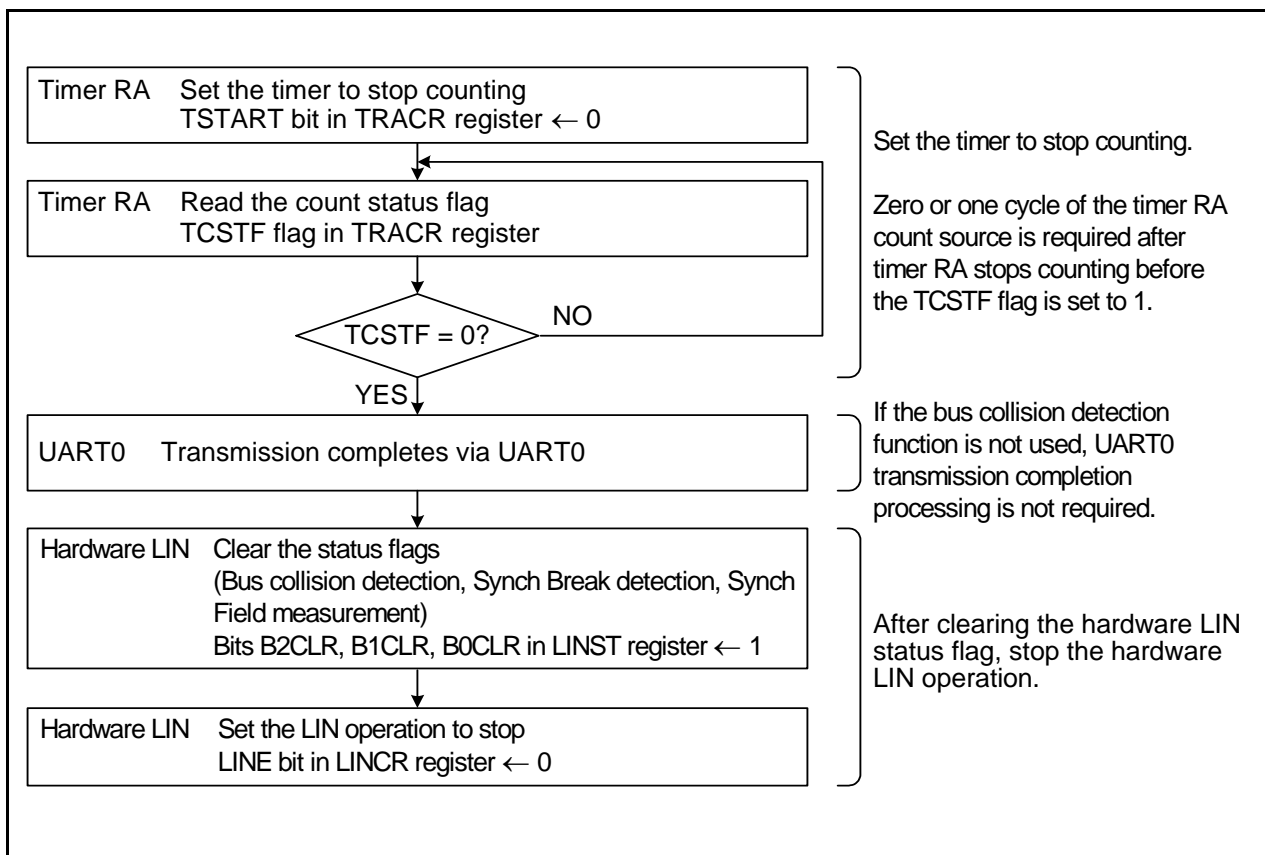 Timer RA Set the timer to stop counting
TSTART bit in TRACR register ← 0
Set the timer to stop counting.
Timer RA Read the count status flag
TCSTF flag in TRACR register
Zero or one cycle of the timer RA
count source is required after
timer RA stops counting before
the TCSTF flag is set to 1.
TCSTF = 0?
NO
YES
UART0 Transmission completes via UART0
If the bus collision detection
function is not used, UART0
transmission completion
processing is not required.
Hardware LIN Clear the status flags
(Bus collision detection, Synch Break detection, Synch
Field measurement)
Bits B2CLR, B1CLR, B0CLR in LINST register ← 1
After clearing the hardware LIN
status flag, stop the hardware
LIN operation.
Hardware LIN Set the LIN operation to stop
LINE bit in LINCR register ← 0